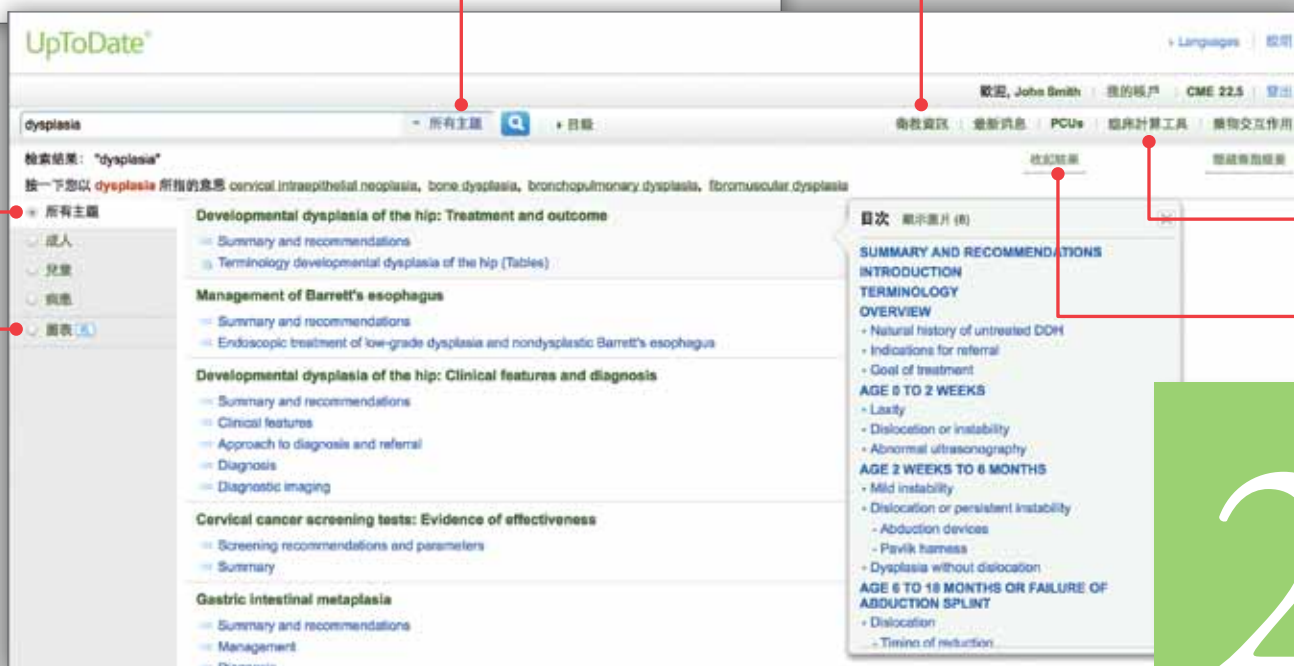 UpToDate®
Languages | 說明
歡迎, John Smith | 我的帳戶 | CME 22.5 | 登出
dysplasia 所有主題 目錄 衛教資訊 | 最新消息 | PCUs | 臨床計算工具 | 藥物交互作用
檢索結果: "dysplasia" 收起結果
按一下您以 dysplasia 所指的意思 cervical intraepithelial neoplasia, bone dysplasia, bronchopulmonary dysplasia, fibromuscular dysplasia
所有主題
成人
兒童
病患
圖表
Developmental dysplasia of the hip: Treatment and outcome
Summary and recommendations
Terminology developmental dysplasia of the hip (Tables)
Management of Barrett's esophagus
Summary and recommendations
Endoscopic treatment of low-grade dysplasia and nondysplastic Barrett's esophagus
Developmental dysplasia of the hip: Clinical features and diagnosis
Summary and recommendations
Clinical features
Approach to diagnosis and referral
Diagnosis
Diagnostic imaging
Cervical cancer screening tests: Evidence of effectiveness
Screening recommendations and parameters
Summary
Gastric intestinal metaplasia
Summary and recommendations
Management
Diagnosis
目次 顯示圖片 (8)
SUMMARY AND RECOMMENDATIONS
INTRODUCTION
TERMINOLOGY
OVERVIEW
- Natural history of untreated DDH
- Indications for referral
- Goal of treatment
AGE 0 TO 2 WEEKS
- Laxity
- Dislocation or instability
- Abnormal ultrasonography
AGE 2 WEEKS TO 6 MONTHS
- Mild instability
- Dislocation or persistent instability
- Abduction devices
- Pavlik harness
- Dysplasia without dislocation
AGE 6 TO 18 MONTHS OR FAILURE OF
ABDUCTION SPLINT
- Dislocation
- Timing of reduction
2